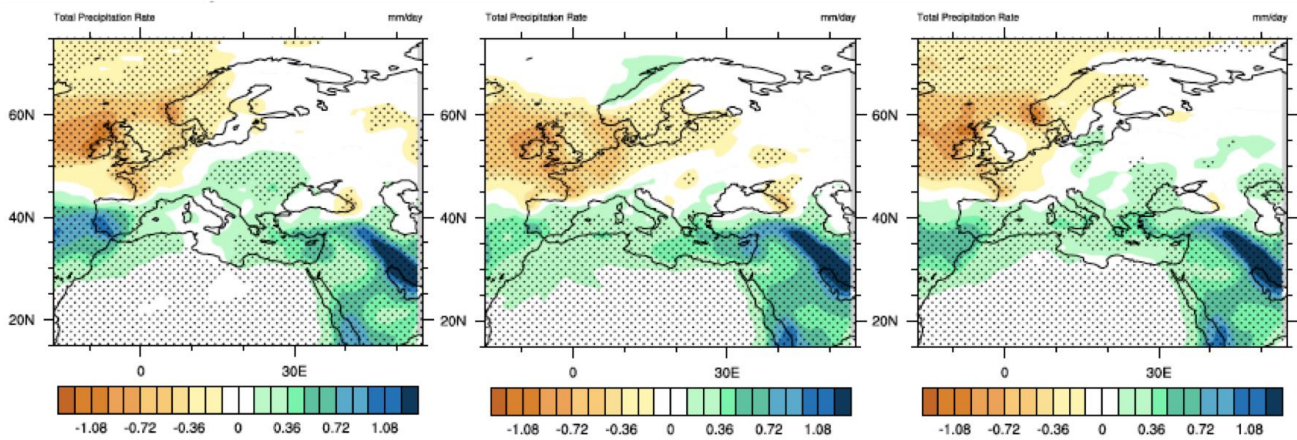 Total Precipitation Rate mm/day Total Precipitation Rate mm/day Total Precipitation Rate mm/day
60N 60N 60N
40N 40N 40N
20N 20N 20N
0 30E 0 30E 0 30E
-1.08 -0.72 -0.36 0 0.36 0.72 1.08 -1.08 -0.72 -0.36 0 0.36 0.72 1.08 -1.08 -0.72 -0.36 0 0.36 0.72 1.08